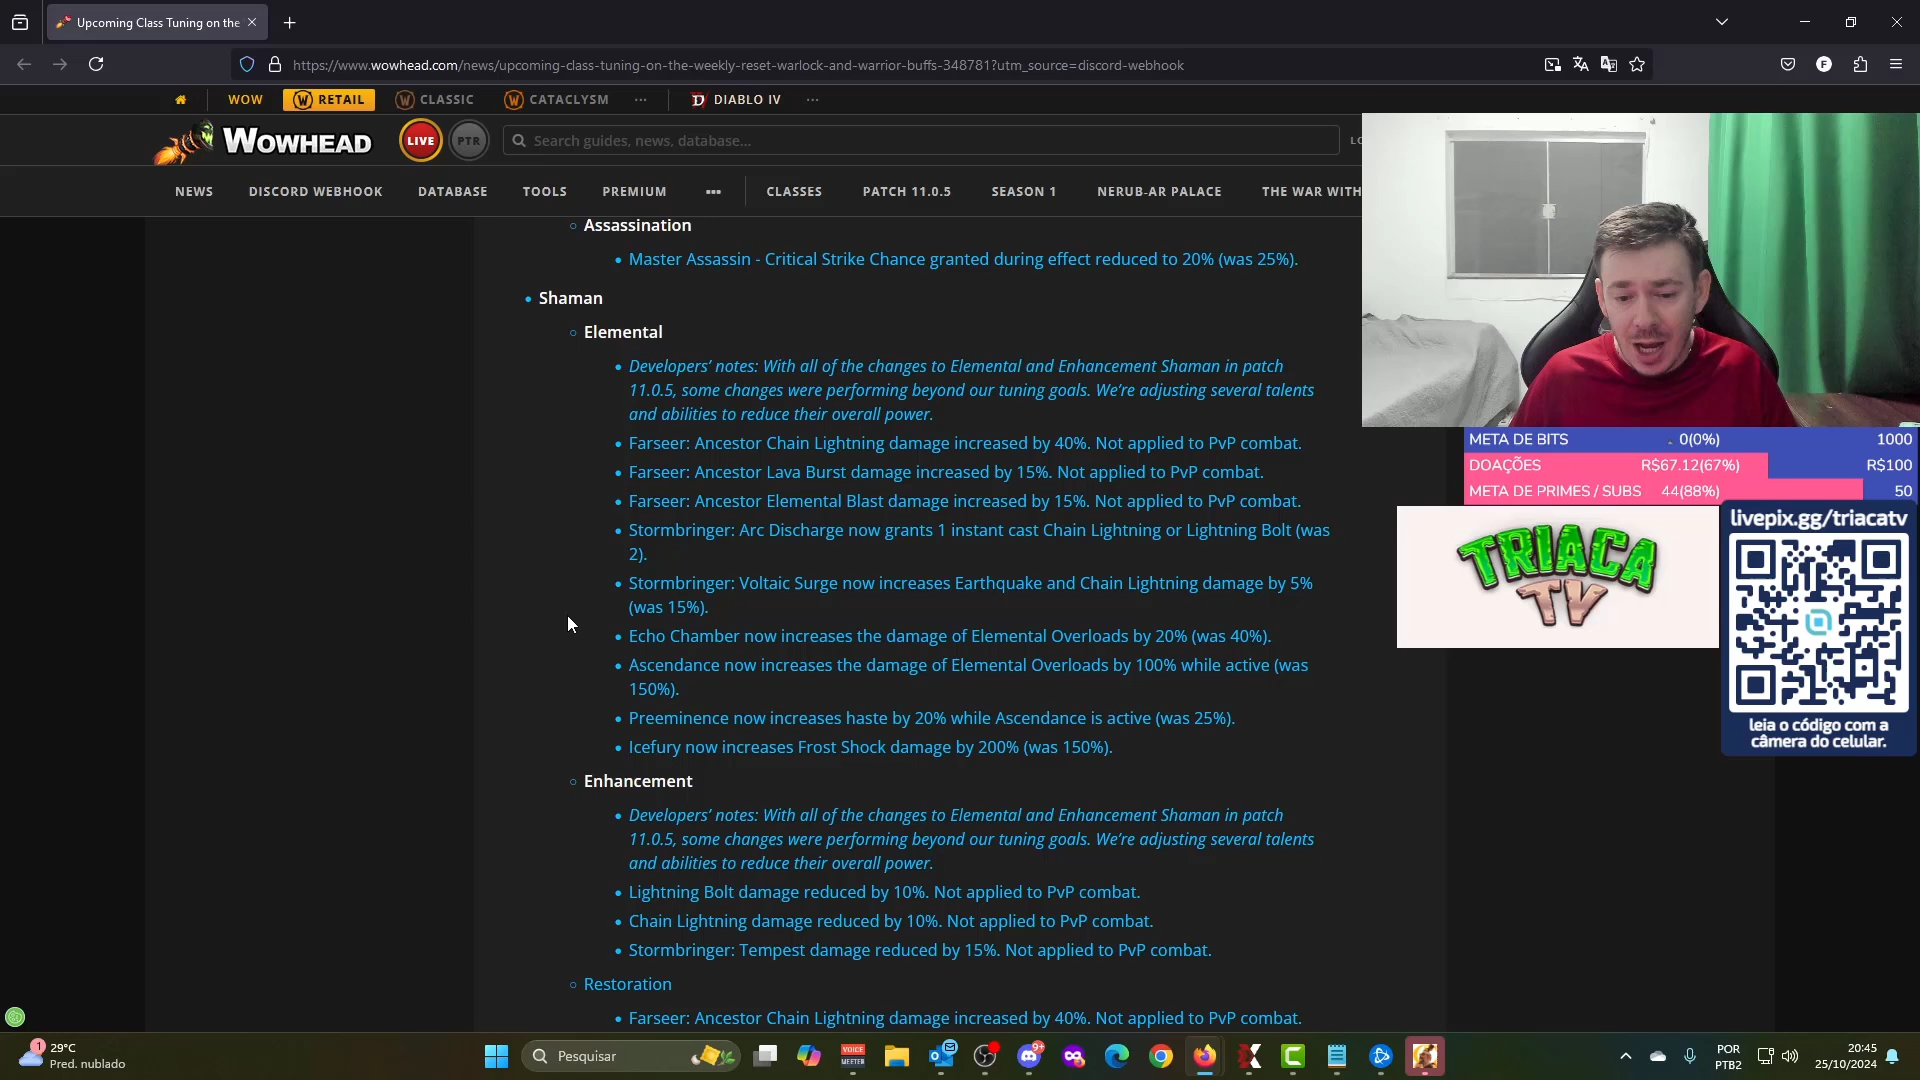 Upcoming Class Tuning on the
https://www.wowhead.com/news/upcoming-class-tuning-on-the-weekly-reset-warlock-and-warrior-buffs-348781?utm_source=discord-webhook
WOW RETAIL CLASSIC CATACLYSM ... DIABLO IV ...
WOWHEAD LIVE PTR Search guides, news, database...
NEWS DISCORD WEBHOOK DATABASE TOOLS PREMIUM ... CLASSES PATCH 11.0.5 SEASON 1 NERUB-AR PALACE THE WAR WITH
Assassination
Master Assassin - Critical Strike Chance granted during effect reduced to 20% (was 25%).
Shaman
Elemental
Developers’ notes: With all of the changes to Elemental and Enhancement Shaman in patch
11.0.5, some changes were performing beyond our tuning goals. We’re adjusting several talents
and abilities to reduce their overall power.
Farseer: Ancestor Chain Lightning damage increased by 40%. Not applied to PvP combat.
Farseer: Ancestor Lava Burst damage increased by 15%. Not applied to PvP combat.
Farseer: Ancestor Elemental Blast damage increased by 15%. Not applied to PvP combat.
Stormbringer: Arc Discharge now grants 1 instant cast Chain Lightning or Lightning Bolt (was
2).
Stormbringer: Voltaic Surge now increases Earthquake and Chain Lightning damage by 5%
(was 15%).
Echo Chamber now increases the damage of Elemental Overloads by 20% (was 40%).
Ascendance now increases the damage of Elemental Overloads by 100% while active (was
150%).
Preeminence now increases haste by 20% while Ascendance is active (was 25%).
Icefury now increases Frost Shock damage by 200% (was 150%).
Enhancement
Developers’ notes: With all of the changes to Elemental and Enhancement Shaman in patch
11.0.5, some changes were performing beyond our tuning goals. We’re adjusting several talents
and abilities to reduce their overall power.
Lightning Bolt damage reduced by 10%. Not applied to PvP combat.
Chain Lightning damage reduced by 10%. Not applied to PvP combat.
Stormbringer: Tempest damage reduced by 15%. Not applied to PvP combat.
Restoration
Farseer: Ancestor Chain Lightning damage increased by 40%. Not applied to PvP combat.
META DE BITS 0(0%) 1000
DOAÇÕES R$67.12(67%) R$100
META DE PRIMES / SUBS 44(88%) 50
TRIACA
TV
livepix.gg/triacatv
leia o código com a
câmera do celular.
1 29°C
Pred. nublado
Pesquisar
VOICE
MEETER
9+
POR
PTB2
20:45
25/10/2024